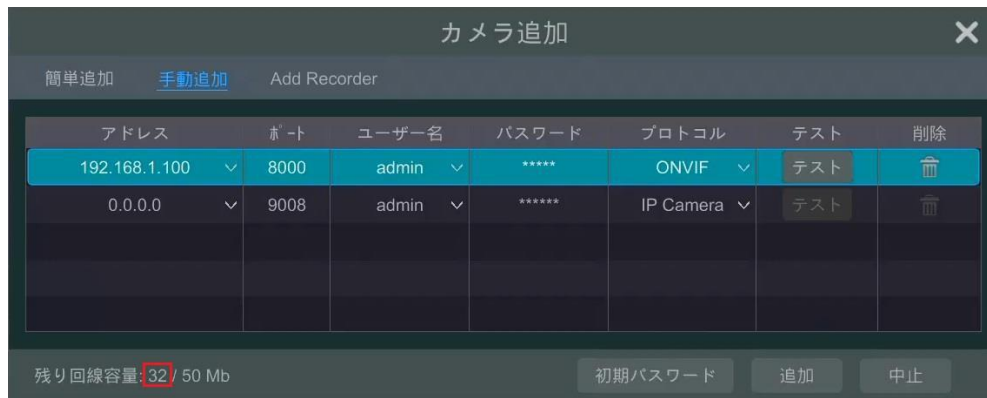 カメラ追加
簡単追加 手動追加 Add Recorder
アドレス ポート ユーザー名 パスワード プロトコル テスト 削除
192.168.1.100 8000 admin ***** ONVIF テスト
0.0.0.0 9008 admin ****** IP Camera テスト
残り回線容量: 32 / 50 Mb 初期パスワード 追加 中止